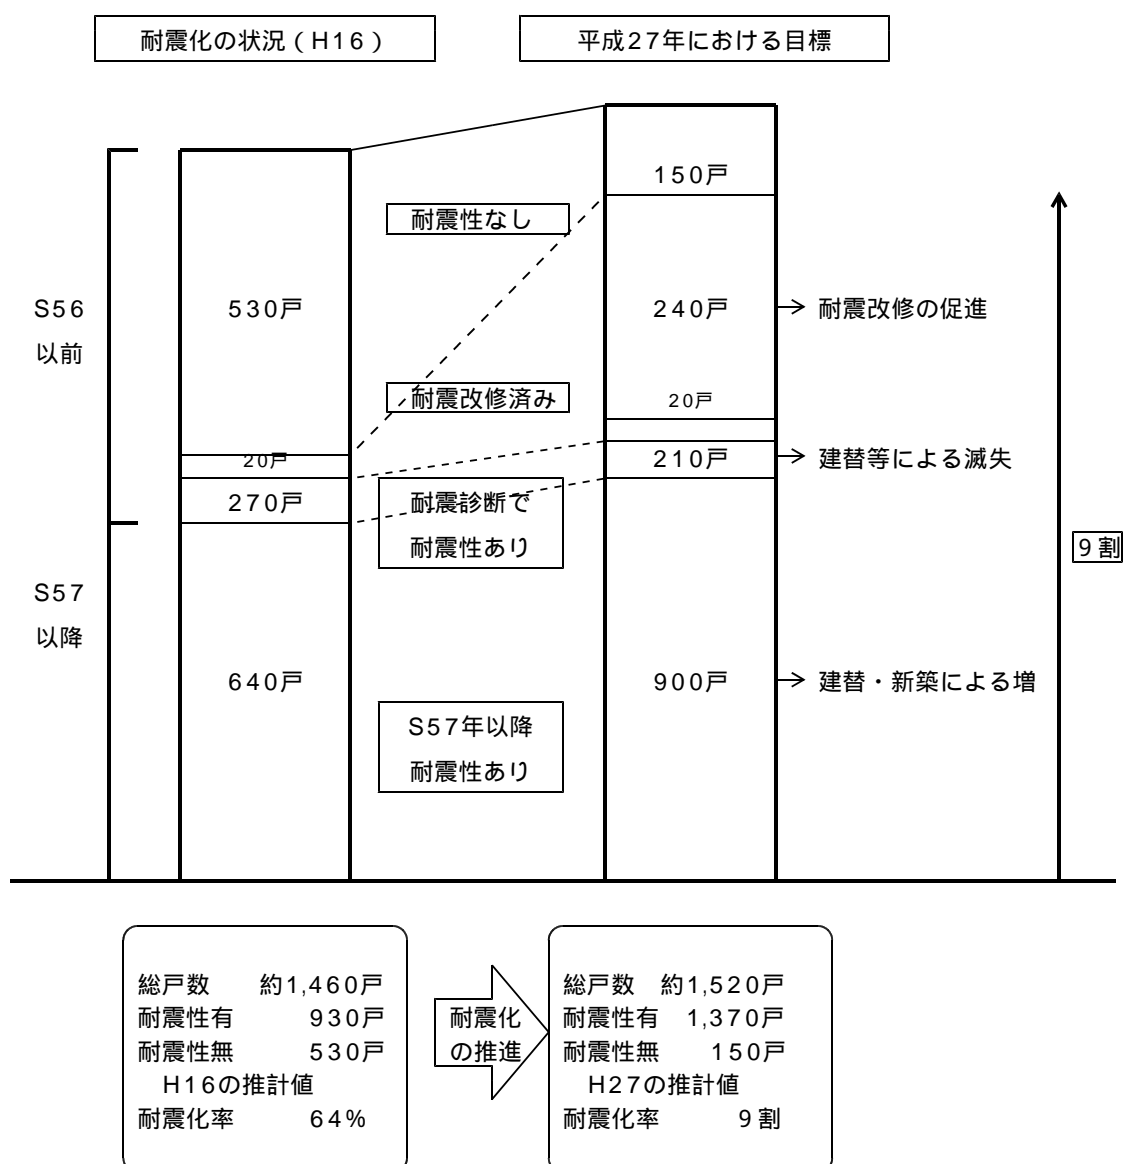 耐震化の状況（H16）
平成27年における目標
150戸
耐震性なし
S56
以前
530戸
240戸
耐震改修の促進
耐震改修済み
20戸
20戸
210戸
建替等による滅失
270戸
耐震診断で
耐震性あり
9割
S57
以降
640戸
900戸
建替・新築による増
S57年以降
耐震性あり
総戸数 約1,460戸
耐震性有 930戸
耐震性無 530戸
H16の推計値
耐震化率 64%
耐震化
の推進
総戸数 約1,520戸
耐震性有 1,370戸
耐震性無 150戸
H27の推計値
耐震化率 9割